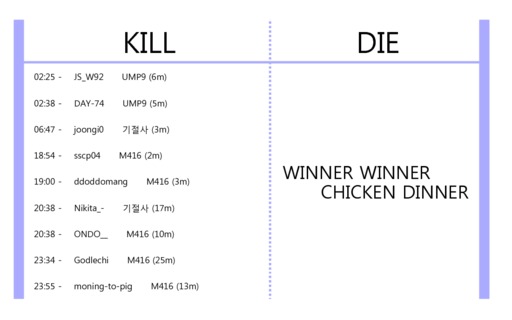 KILL
DIE
02:25 - JS_W92 UMP9 (6m)
02:38 - DAY-74 UMP9 (5m)
06:47 - joongi0 기절사 (3m)
18:54 - sscp04 M416 (2m)
19:00 - ddoddomang M416 (3m)
20:38 - Nikita_- 기절사 (17m)
20:38 - ONDO__ M416 (10m)
23:34 - Godlechi M416 (25m)
23:55 - moning-to-pig M416 (13m)
WINNER WINNER
CHICKEN DINNER